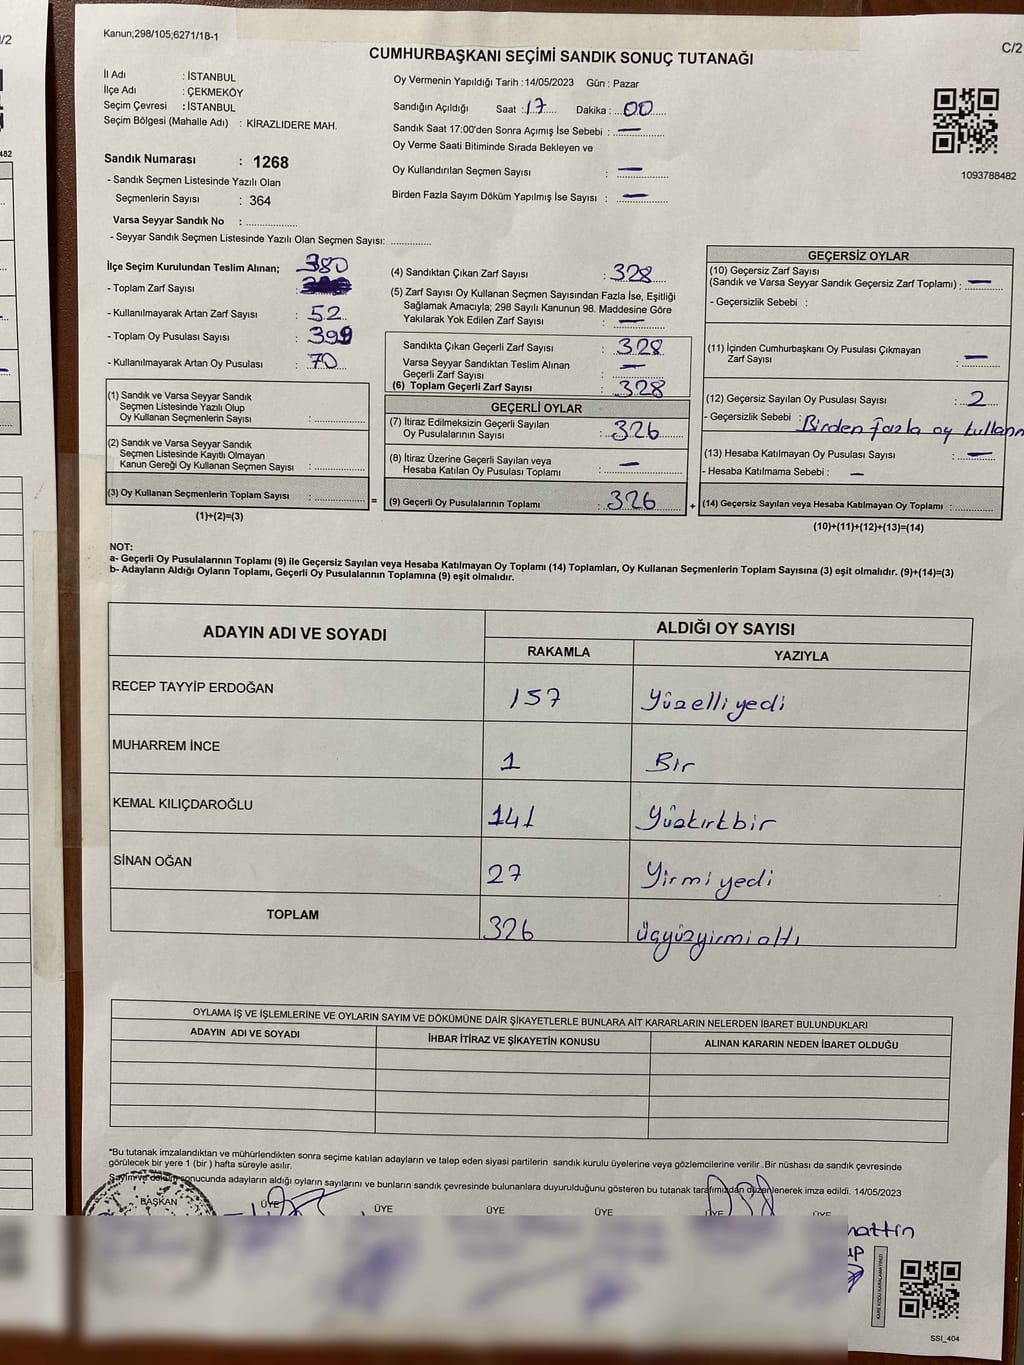 Kanun;298/105;6271/18-1
C/2
CUMHURBAŞKANI SEÇİMİ SANDIK SONUÇ TUTANAĞI
İl Adı : İSTANBUL
İlçe Adı : ÇEKMEKÖY
Seçim Çevresi : İSTANBUL
Seçim Bölgesi (Mahalle Adı) : KİRAZLIDERE MAH.
Sandık Numarası : 1268
- Sandık Seçmen Listesinde Yazılı Olan
Seçmenlerin Sayısı : 364
Varsa Seyyar Sandık No : ..............
- Seyyar Sandık Seçmen Listesinde Yazılı Olan Seçmen Sayısı: ............
Oy Vermenin Yapıldığı Tarih : 14/05/2023 Gün : Pazar
Sandığın Açıldığı Saat : 17 Dakika : 00
Sandık Saat 17:00'den Sonra Açımış İse Sebebi : —
Oy Verme Saati Bitiminde Sırada Bekleyen ve
Oy Kullandırılan Seçmen Sayısı : —
Birden Fazla Sayım Döküm Yapılmış İse Sayısı : —
1093788482
İlçe Seçim Kurulundan Teslim Alınan; 380
- Toplam Zarf Sayısı :
- Kullanılmayarak Artan Zarf Sayısı : 52
- Toplam Oy Pusulası Sayısı : 399
- Kullanılmayarak Artan Oy Pusulası : 70
(1) Sandık ve Varsa Seyyar Sandık
Seçmen Listesinde Yazılı Olup
Oy Kullanan Seçmenlerin Sayısı : ..............
(2) Sandık ve Varsa Seyyar Sandık
Seçmen Listesinde Kayıtlı Olmayan
Kanun Gereği Oy Kullanan Seçmen Sayısı : ..............
(3) Oy Kullanan Seçmenlerin Toplam Sayısı : ..............
(1)+(2)=(3)
=
(4) Sandıktan Çıkan Zarf Sayısı : 328
(5) Zarf Sayısı Oy Kullanan Seçmen Sayısından Fazla İse, Eşitliği
Sağlamak Amacıyla; 298 Sayılı Kanunun 98. Maddesine Göre
Yakılarak Yok Edilen Zarf Sayısı : —
Sandıkta Çıkan Geçerli Zarf Sayısı : 328
Varsa Seyyar Sandıktan Teslim Alınan
Geçerli Zarf Sayısı : —
(6) Toplam Geçerli Zarf Sayısı : 328
GEÇERLİ OYLAR
(7) İtiraz Edilmeksizin Geçerli Sayılan
Oy Pusulalarının Sayısı : 326
(8) İtiraz Üzerine Geçerli Sayılan veya
Hesaba Katılan Oy Pusulası Toplamı : —
(9) Geçerli Oy Pusulalarının Toplamı : 326
+
GEÇERSİZ OYLAR
(10) Geçersiz Zarf Sayısı
(Sandık ve Varsa Seyyar Sandık Geçersiz Zarf Toplamı) : —
- Geçersizlik Sebebi :
(11) İçinden Cumhurbaşkanı Oy Pusulası Çıkmayan
Zarf Sayısı : —
(12) Geçersiz Sayılan Oy Pusulası Sayısı : 2
- Geçersizlik Sebebi : Birden fazla oy kullanm
(13) Hesaba Katılmayan Oy Pusulası Sayısı : —
- Hesaba Katılmama Sebebi : —
(14) Geçersiz Sayılan veya Hesaba Katılmayan Oy Toplamı : ..........
(10)+(11)+(12)+(13)=(14)
NOT:
a- Geçerli Oy Pusulalarının Toplamı (9) ile Geçersiz Sayılan veya Hesaba Katılmayan Oy Toplamı (14) Toplamları, Oy Kullanan Seçmenlerin Toplam Sayısına (3) eşit olmalıdır. (9)+(14)=(3)
b- Adayların Aldığı Oyların Toplamı, Geçerli Oy Pusulalarının Toplamına (9) eşit olmalıdır.
ADAYIN ADI VE SOYADI
ALDIĞI OY SAYISI
RAKAMLA YAZIYLA
RECEP TAYYİP ERDOĞAN 157 Yüzelliyedi
MUHARREM İNCE 1 Bir
KEMAL KILIÇDAROĞLU 141 Yüzkırkbir
SİNAN OĞAN 27 Yirmiyedi
TOPLAM 326 üçyüzyirmialtı
OYLAMA İŞ VE İŞLEMLERİNE VE OYLARIN SAYIM VE DÖKÜMÜNE DAİR ŞİKAYETLERLE BUNLARA AİT KARARLARIN NELERDEN İBARET BULUNDUKLARI
ADAYIN ADI VE SOYADI İHBAR İTİRAZ VE ŞİKAYETİN KONUSU ALINAN KARARIN NEDEN İBARET OLDUĞU
"Bu tutanak imzalandıktan ve mühürlendikten sonra seçime katılan adayların ve talep eden siyasi partilerin sandık kurulu üyelerine veya gözlemcilerine verilir .Bir nüshası da sandık çevresinde
görülecek bir yere 1 (bir ) hafta süreyle asılır.
Sayım ve döküm sonucunda adayların aldığı oyların sayılarını ve bunların sandık çevresinde bulunanlara duyurulduğunu gösteren bu tutanak tarafımızdan düzenlenerek imza edildi. 14/05/2023
BAŞKAN ÜYE ÜYE ÜYE ÜYE ÜYE ÜYE
hattin
SSİ_404